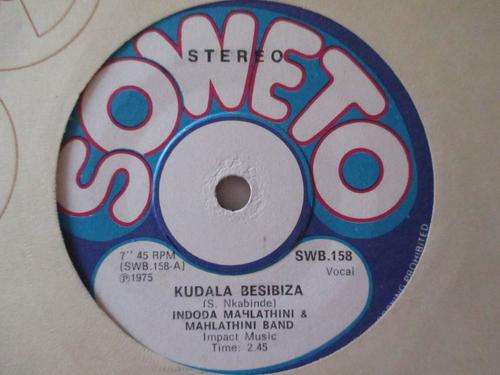 SOWETO
STEREO
7" 45 RPM
(SWB.158-A)
℗1975
SWB.158
Vocal
KUDALA BESIBIZA
(S. Nkabinde)
INDODA MAHLATHINI &
MAHLATHINI BAND
Impact Music
Time: 2.45
PROHIBITED